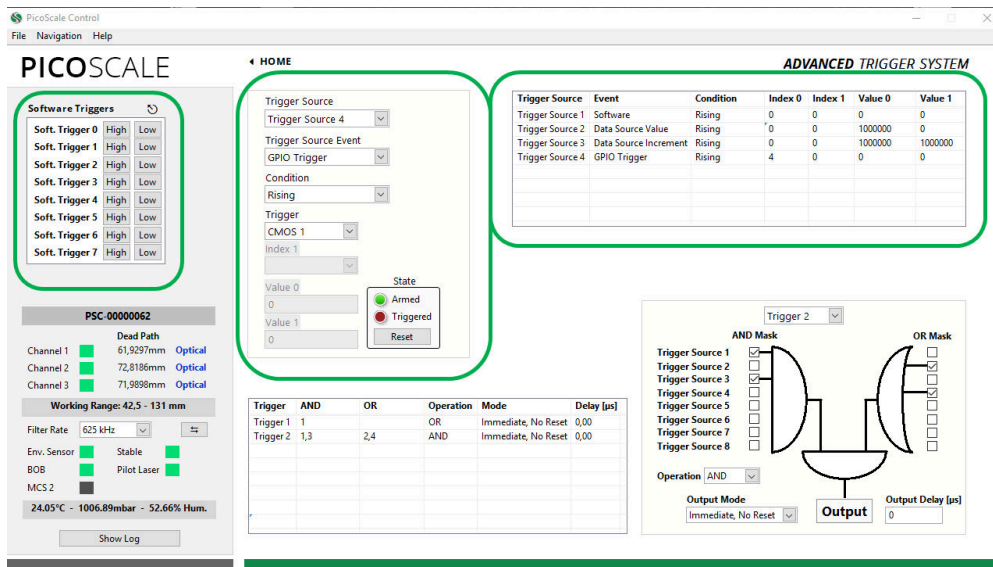 PicoScale Control
File Navigation Help
PICOSCALE
HOME
ADVANCED TRIGGER SYSTEM
Software Triggers
Soft. Trigger 0 High Low
Soft. Trigger 1 High Low
Soft. Trigger 2 High Low
Soft. Trigger 3 High Low
Soft. Trigger 4 High Low
Soft. Trigger 5 High Low
Soft. Trigger 6 High Low
Soft. Trigger 7 High Low
PSC-00000062
Dead Path
Channel 1 61,9297mm Optical
Channel 2 72,8186mm Optical
Channel 3 71,9898mm Optical
Working Range: 42,5 - 131 mm
Filter Rate 625 kHz
Env. Sensor Stable
BOB Pilot Laser
MCS 2
24.05°C - 1006.89mbar - 52.66% Hum.
Show Log
Trigger Source
Trigger Source 4
Trigger Source Event
GPIO Trigger
Condition
Rising
Trigger
CMOS 1
Index 1
Value 0
0
Value 1
0
State
Armed
Triggered
Reset
Trigger Source Event Condition Index 0 Index 1 Value 0 Value 1
Trigger Source 1 Software Rising 0 0 0 0
Trigger Source 2 Data Source Value Rising 0 0 1000000 0
Trigger Source 3 Data Source Increment Rising 0 0 1000000 1000000
Trigger Source 4 GPIO Trigger Rising 4 0 0 0
Trigger AND OR Operation Mode Delay [µs]
Trigger 1 1 OR Immediate, No Reset 0,00
Trigger 2 1,3 2,4 AND Immediate, No Reset 0,00
Trigger 2
AND Mask OR Mask
Trigger Source 1
Trigger Source 2
Trigger Source 3
Trigger Source 4
Trigger Source 5
Trigger Source 6
Trigger Source 7
Trigger Source 8
Operation AND
Output Mode
Immediate, No Reset
Output
Output Delay [µs]
0